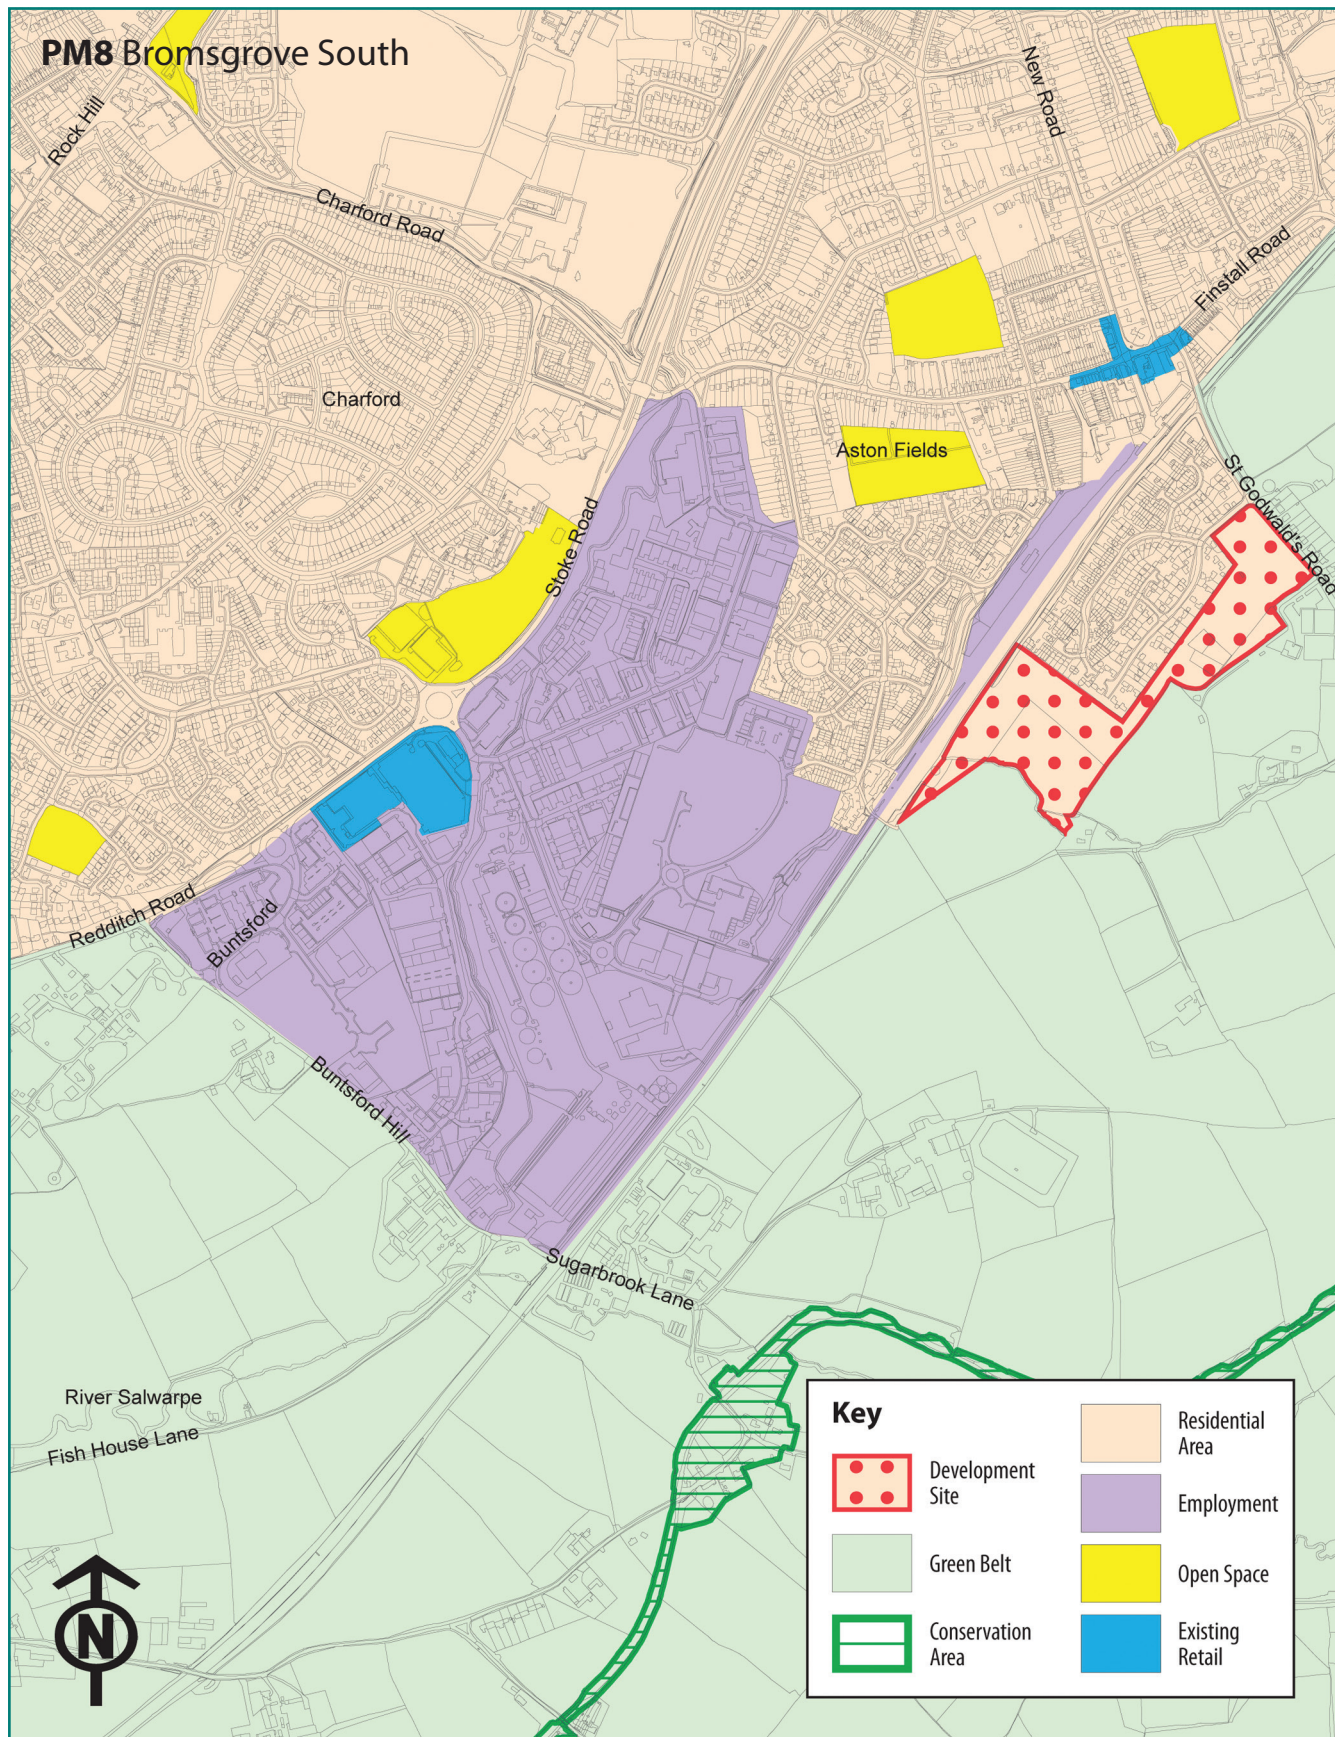 PM8 Bromsgrove South
Rock Hill
New Road
Charford Road
Finstall Road
Charford
Aston Fields
St Godwald's Road
Stoke Road
Redditch Road
Buntsford
Buntsford Hill
Sugarbrook Lane
River Salwarpe
Fish House Lane
N
Key
Development
Site
Green Belt
Conservation
Area
Residential
Area
Employment
Open Space
Existing
Retail